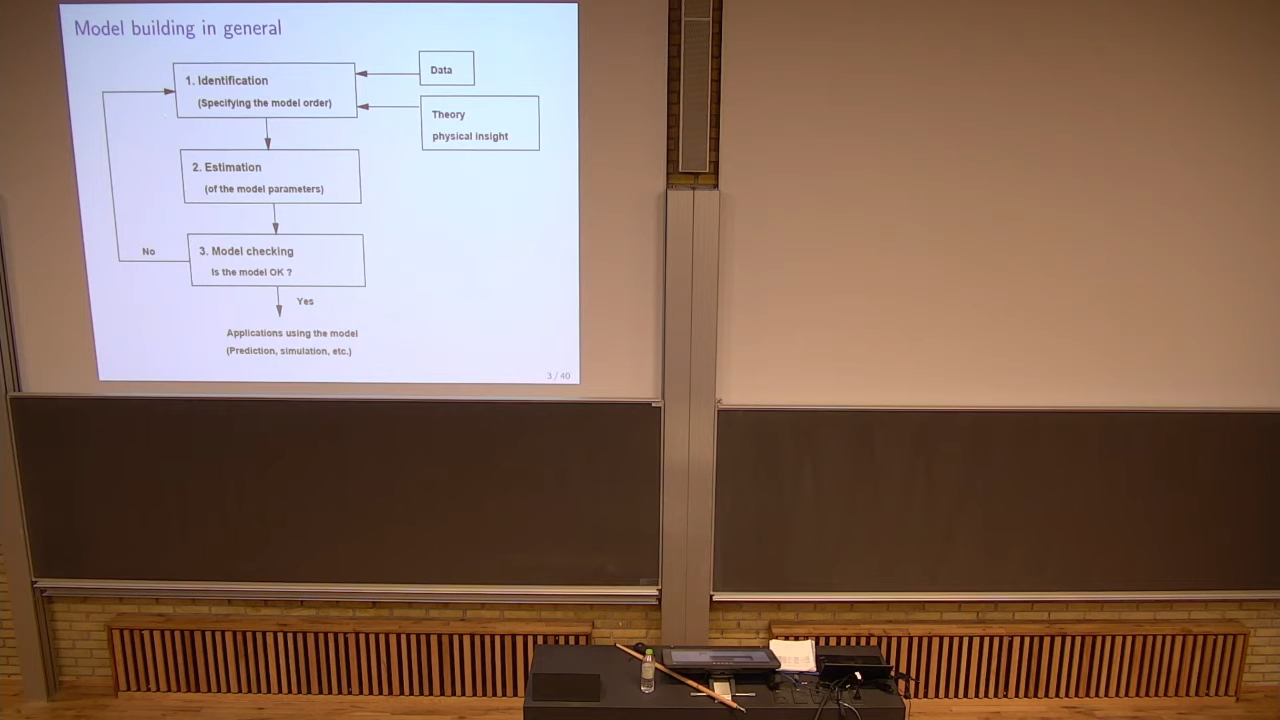 Model building in general
1. Identification
(Specifying the model order)
Data
Theory
physical insight
2. Estimation
(of the model parameters)
3. Model checking
Is the model OK ?
No
Yes
Applications using the model
(Prediction, simulation, etc.)
3 / 40